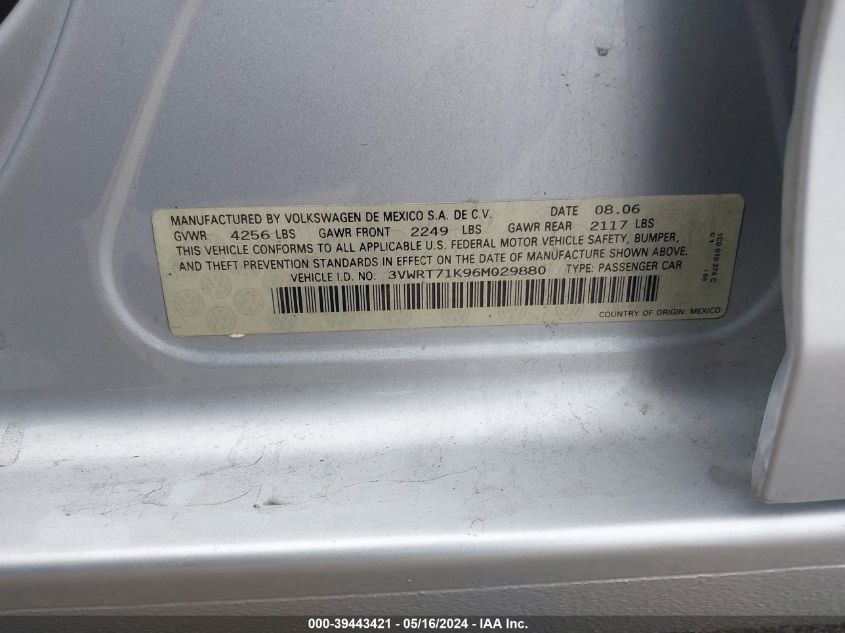 MANUFACTURED BY VOLKSWAGEN DE MEXICO S.A. DE C.V. DATE 08.06
GVWR 4256 LBS GAWR FRONT 2249 LBS GAWR REAR 2117 LBS
THIS VEHICLE CONFORMS TO ALL APPLICABLE U.S. FEDERAL MOTOR VEHICLE SAFETY, BUMPER,
AND THEFT PREVENTION STANDARDS IN EFFECT ON THE DATE OF MANUFACTURE SHOWN ABOVE.
VEHICLE I.D. NO. 3VWRT71K96M029880 TYPE: PASSENGER CAR
COUNTRY OF ORIGIN: MEXICO
1C0 010 374 C
000-39443421 - 05/16/2024 - IAA Inc.